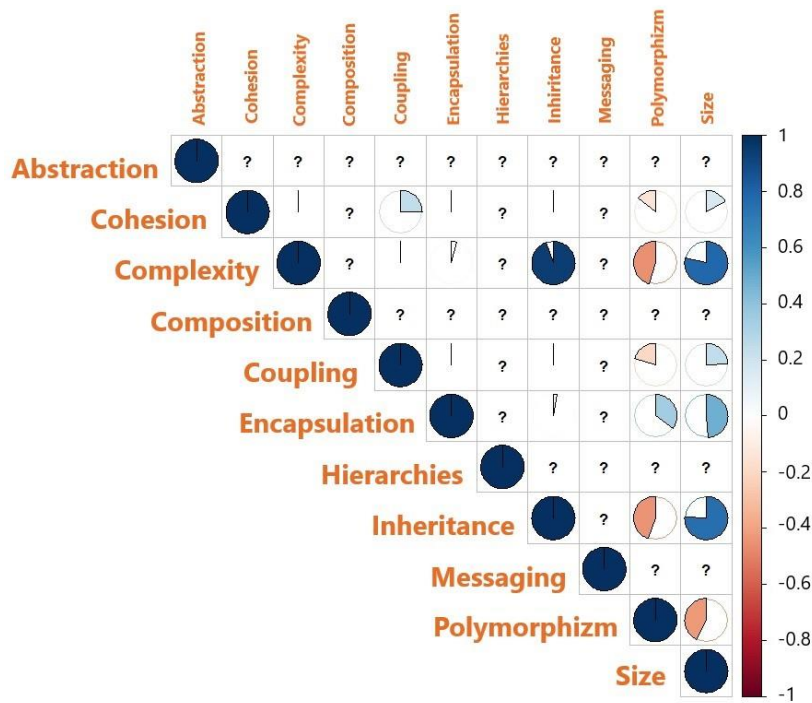 Abstraction
Cohesion
Complexity
Composition
Coupling
Encapsulation
Hierarchies
Inhiritance
Messaging
Polymorphizm
Size
Abstraction ? ? ? ? ? ? ? ? ? ?
Cohesion ? ? ?
Complexity ? ? ?
Composition ? ? ? ? ? ? ?
Coupling ? ?
Encapsulation ? ?
Hierarchies ? ? ? ?
Inheritance ?
Messaging ? ?
Polymorphizm
Size
1
0.8
0.6
0.4
0.2
0
-0.2
-0.4
-0.6
-0.8
-1